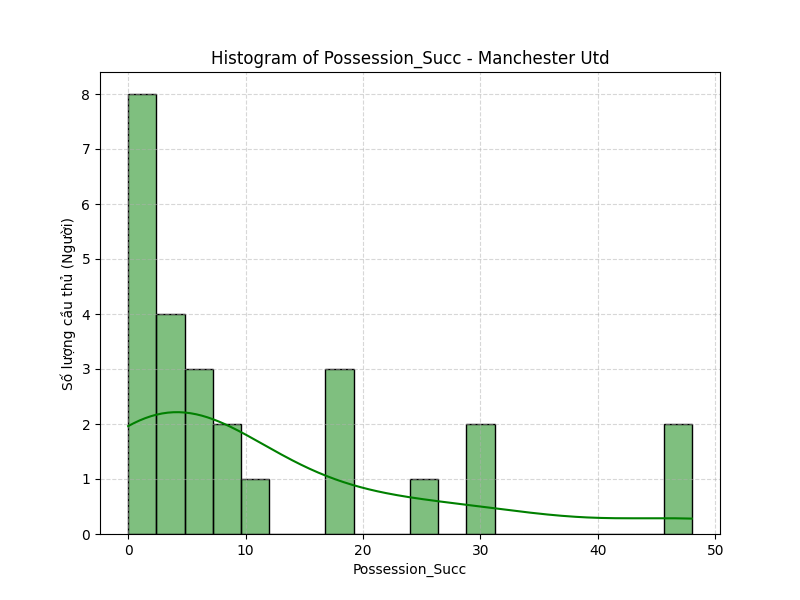 Histogram of Possession_Succ - Manchester Utd
8
7
6
5
4
3
2
1
0
Số lượng cầu thủ (Người)
0 10 20 30 40 50
Possession_Succ